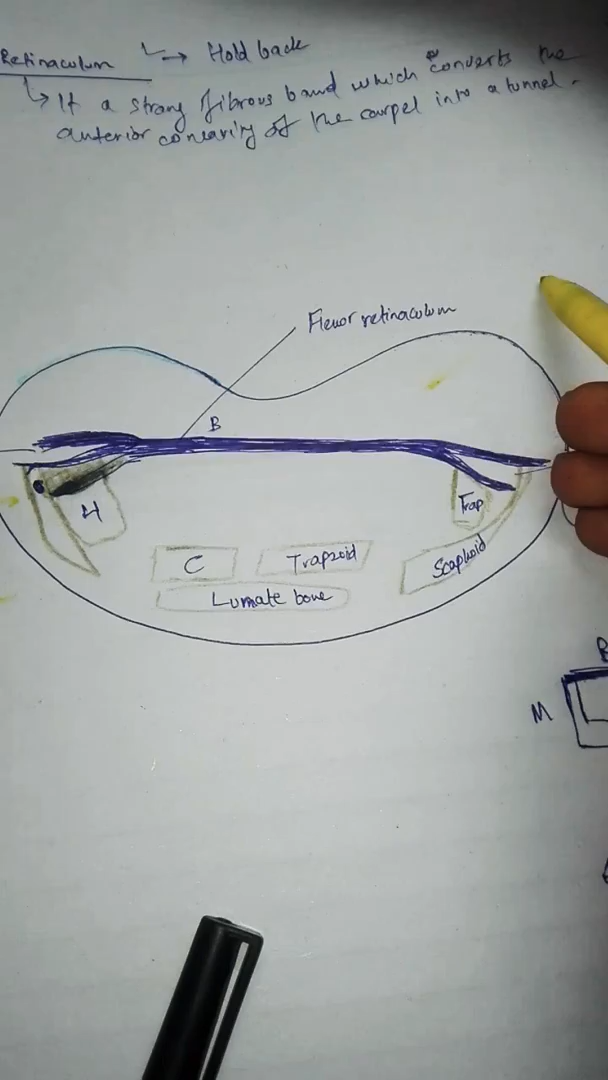 Retinaculum → Hold back
↳ It a strong fibrous band which converts the
anterior concavity of the carpel into a tunnel.
Flexor retinaculum
B
H
Trap
C
Trapzoid
Scaphoid
Lunate bone
B
M